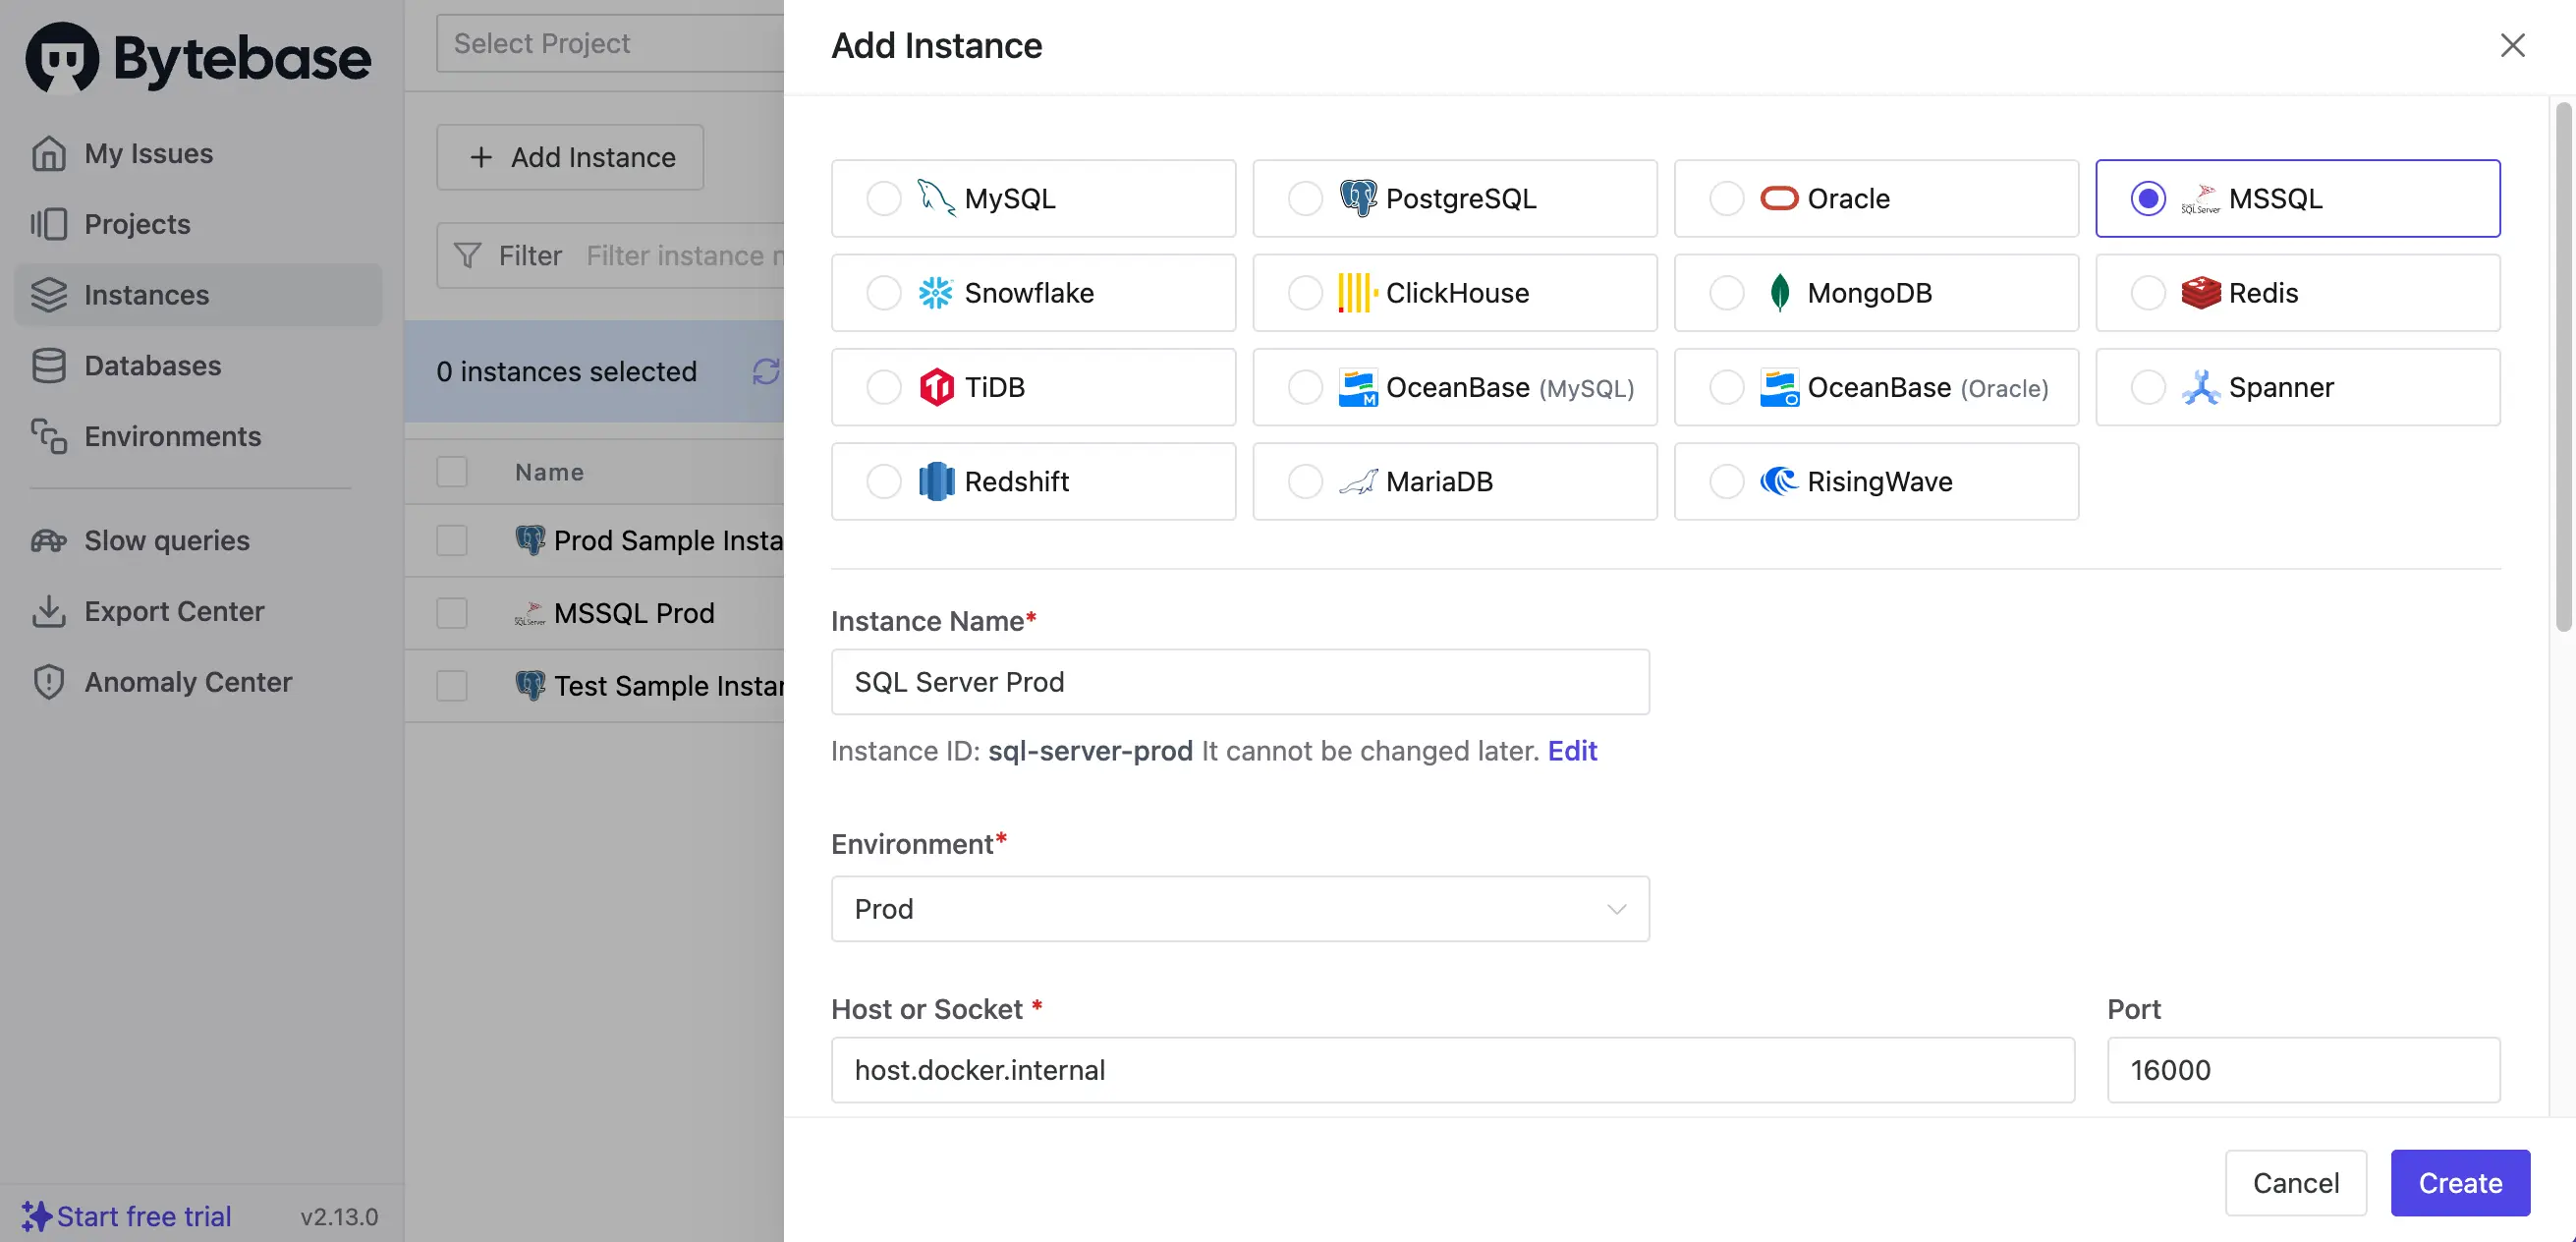 Bytebase
My Issues
Projects
Instances
Databases
Environments
Slow queries
Export Center
Anomaly Center
Start free trial
v2.13.0
Select Project
Add Instance
Filter
Filter instance n
0 instances selected
Name
Prod Sample Insta
MSSQL Prod
Test Sample Instan
Add Instance
MySQL
PostgreSQL
Oracle
SQL Server
MSSQL
Snowflake
ClickHouse
MongoDB
Redis
TiDB
OceanBase (MySQL)
OceanBase (Oracle)
Spanner
Redshift
MariaDB
RisingWave
Instance Name*
SQL Server Prod
Instance ID: sql-server-prod It cannot be changed later. Edit
Environment*
Prod
Host or Socket *
Port
host.docker.internal
16000
Cancel
Create